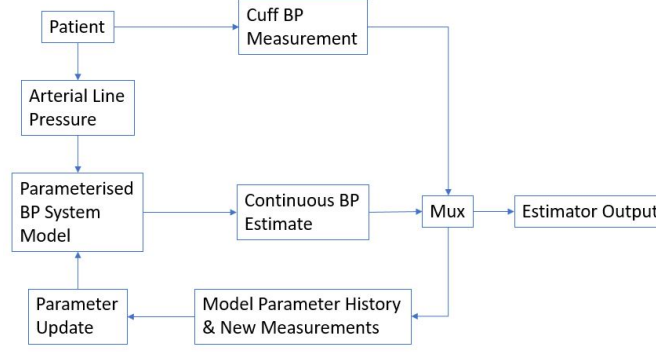 Patient
Cuff BP
Measurement
Arterial Line
Pressure
Parameterised
BP System
Model
Continuous BP
Estimate
Mux
Estimator Output
Parameter
Update
Model Parameter History
& New Measurements